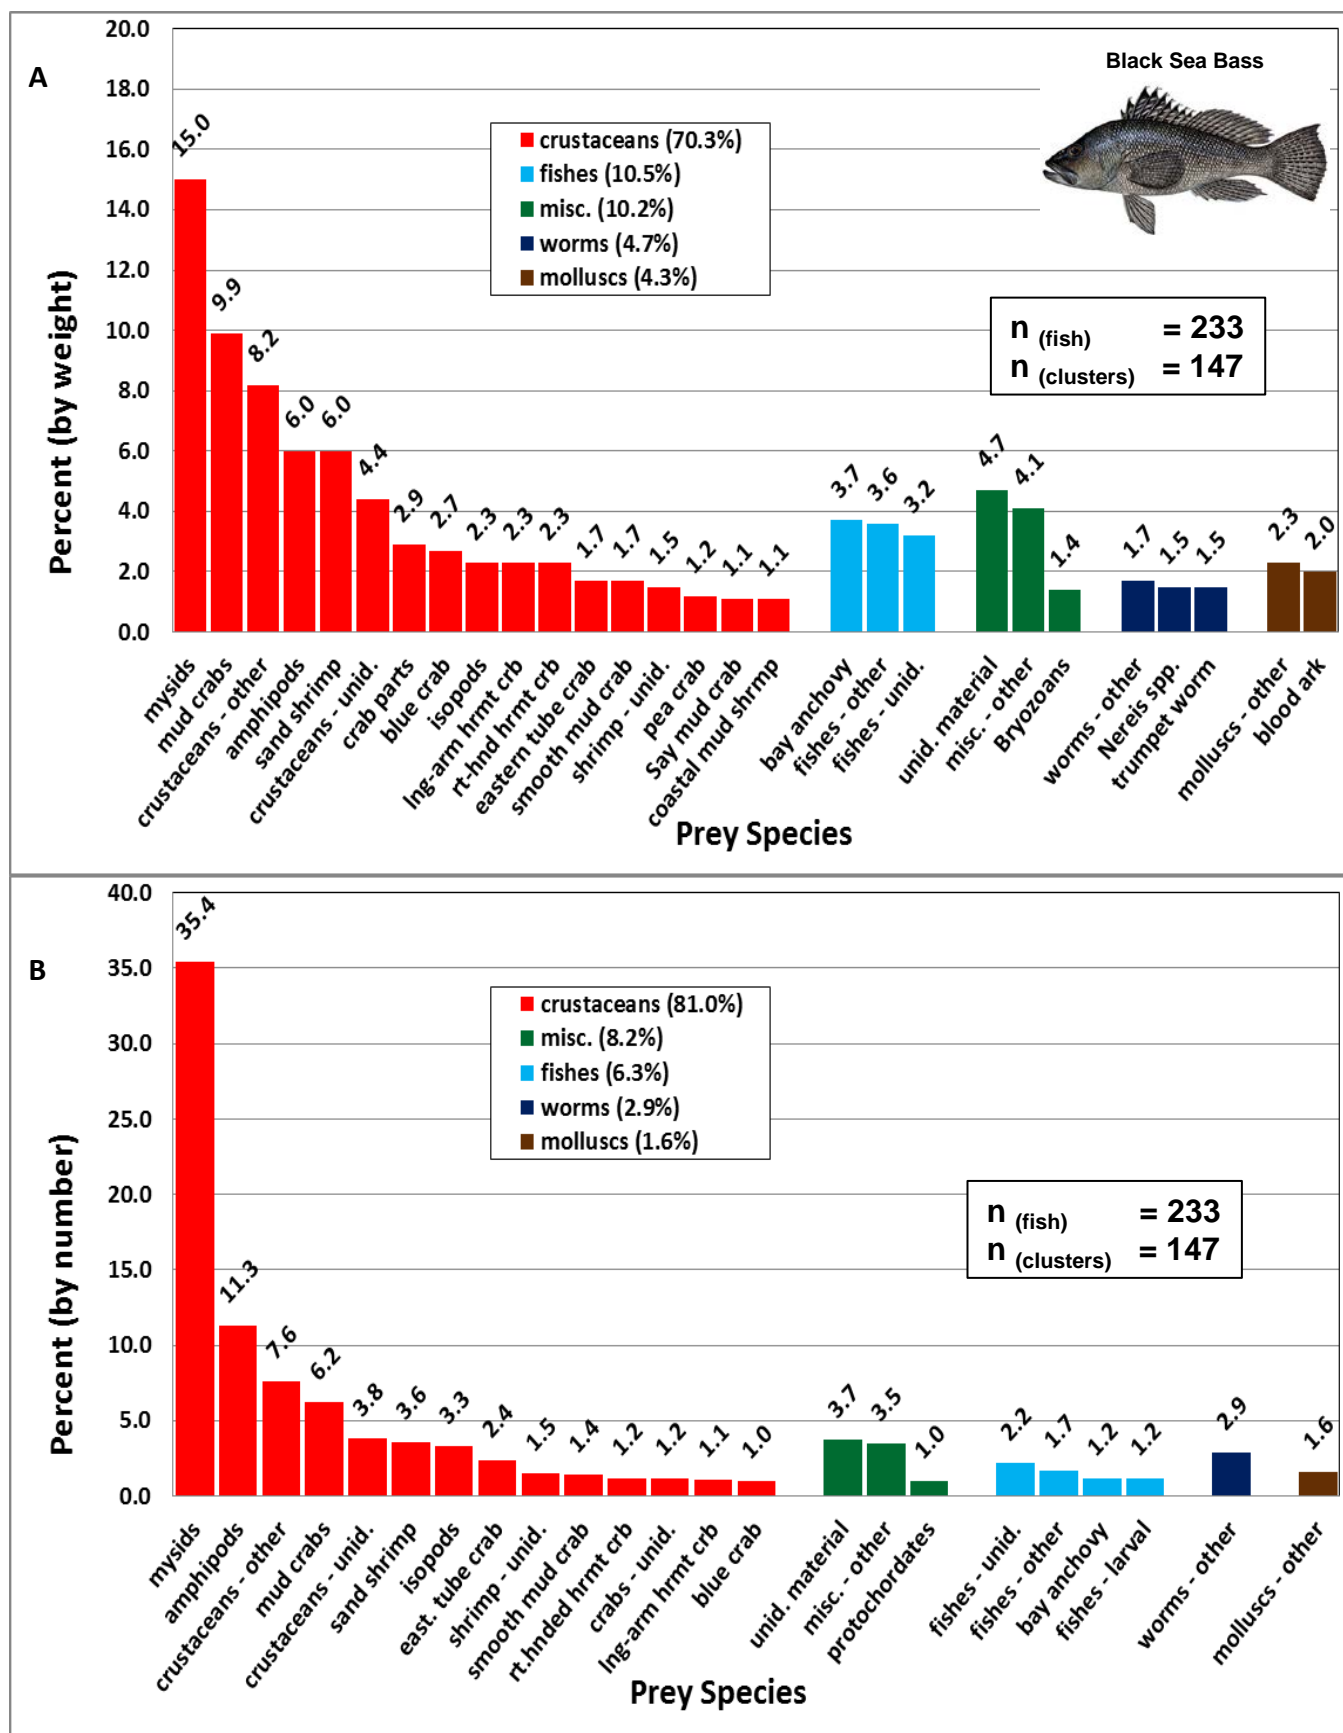 A
Black Sea Bass
20.0
18.0
16.0
14.0
12.0
10.0
8.0
6.0
4.0
2.0
0.0
Percent (by weight)
crustaceans (70.3%)
fishes (10.5%)
misc. (10.2%)
worms (4.7%)
molluscs (4.3%)
n (fish) = 233
n (clusters) = 147
15.0
9.9
8.2
6.0
6.0
4.4
2.9
2.7
2.3
2.3
2.3
1.7
1.7
1.5
1.2
1.1
1.1
3.7
3.6
3.2
4.7
4.1
1.4
1.7
1.5
1.5
2.3
2.0
mysids
mud crabs
crustaceans - other
amphipods
sand shrimp
crustaceans - unid.
crab parts
blue crab
isopods
lng-arm hrmt crb
rt-hnd hrmt crb
eastern tube crab
smooth mud crab
shrimp - unid.
pea crab
Say mud crab
coastal mud shrmp
bay anchovy
fishes - other
fishes - unid.
unid. material
misc. - other
Bryozoans
worms - other
Nereis spp.
trumpet worm
molluscs - other
blood ark
Prey Species
B
40.0
35.0
30.0
25.0
20.0
15.0
10.0
5.0
0.0
Percent (by number)
crustaceans (81.0%)
misc. (8.2%)
fishes (6.3%)
worms (2.9%)
molluscs (1.6%)
n (fish) = 233
n (clusters) = 147
35.4
11.3
7.6
6.2
3.8
3.6
3.3
2.4
1.5
1.4
1.2
1.2
1.1
1.0
3.7
3.5
1.0
2.2
1.7
1.2
1.2
2.9
1.6
mysids
amphipods
crustaceans - other
mud crabs
crustaceans - unid.
sand shrimp
isopods
east. tube crab
shrimp - unid.
smooth mud crab
rt.hnded hrmt crb
crabs - unid.
lng-arm hrmt crb
blue crab
unid. material
misc. - other
protochordates
fishes - unid.
fishes - other
bay anchovy
fishes - larval
worms - other
molluscs - other
Prey Species